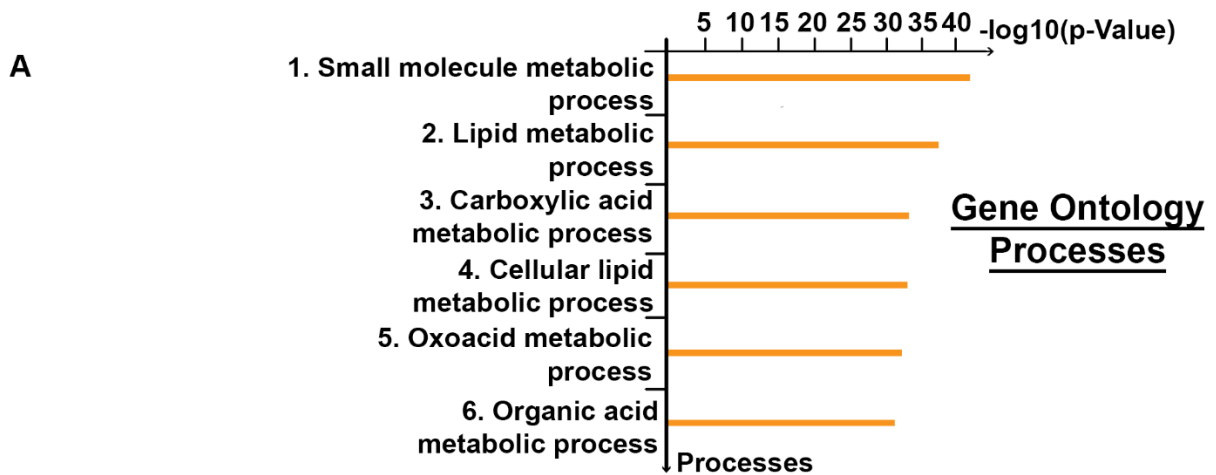 5 10 15 20 25 30 35 40 -log10(p-Value)
A
1. Small molecule metabolic
process
2. Lipid metabolic
process
3. Carboxylic acid
metabolic process
Gene Ontology
Processes
4. Cellular lipid
metabolic process
5. Oxoacid metabolic
process
6. Organic acid
metabolic process
Processes